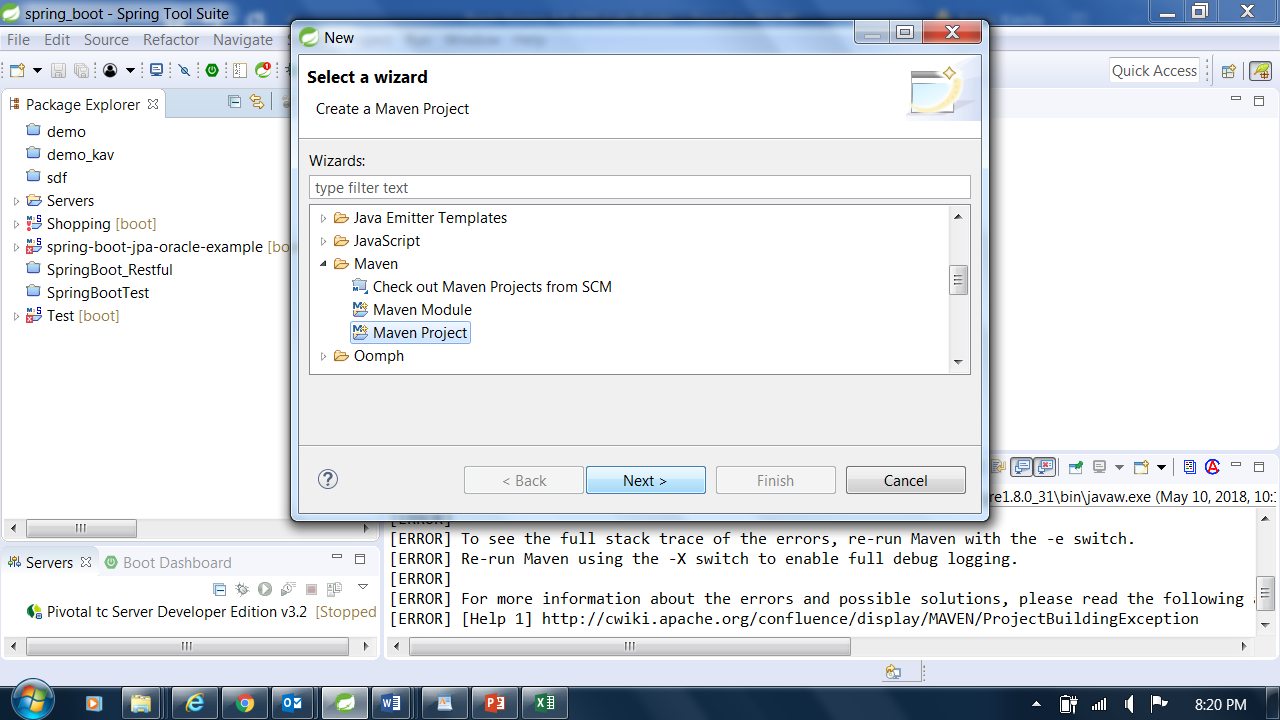 spring_boot - Spring Tool Suite
File Edit Source Refactor Navigate
Quick Access
Package Explorer
demo
demo_kav
sdf
Servers
Shopping [boot]
spring-boot-jpa-oracle-example [bo
SpringBoot_Restful
SpringBootTest
Test [boot]
New
Select a wizard
Create a Maven Project
Wizards:
type filter text
Java Emitter Templates
JavaScript
Maven
Check out Maven Projects from SCM
Maven Module
Maven Project
Oomph
< Back Next > Finish Cancel
re1.8.0_31\bin\javaw.exe (May 10, 2018, 10:
[ERROR]
[ERROR] To see the full stack trace of the errors, re-run Maven with the -e switch.
[ERROR] Re-run Maven using the -X switch to enable full debug logging.
[ERROR]
[ERROR] For more information about the errors and possible solutions, please read the following
[ERROR] [Help 1] http://cwiki.apache.org/confluence/display/MAVEN/ProjectBuildingException
Servers Boot Dashboard
Pivotal tc Server Developer Edition v3.2 [Stopped
8:20 PM